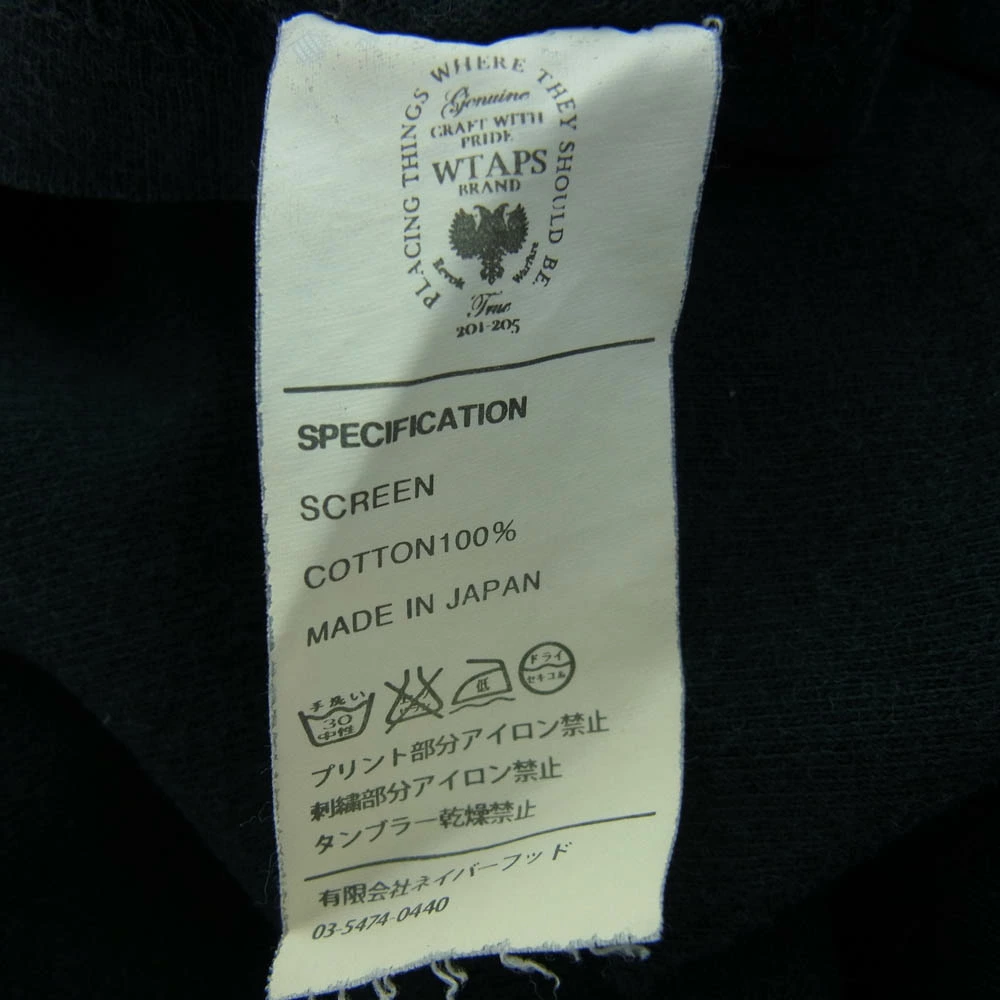 PLACING THINGS WHERE THEY SHOULD BE.
Genuine
CRAFT WITH
PRIDE
WTAPS
BRAND
Revok Warfare
True
201-205
SPECIFICATION
SCREEN
COTTON100%
MADE IN JAPAN
手洗い
30
中性
低
ドライ
セキユ系
プリント部分アイロン禁止
刺繍部分アイロン禁止
タンブラー乾燥禁止
有限会社ネイバーフッド
03-5474-0440